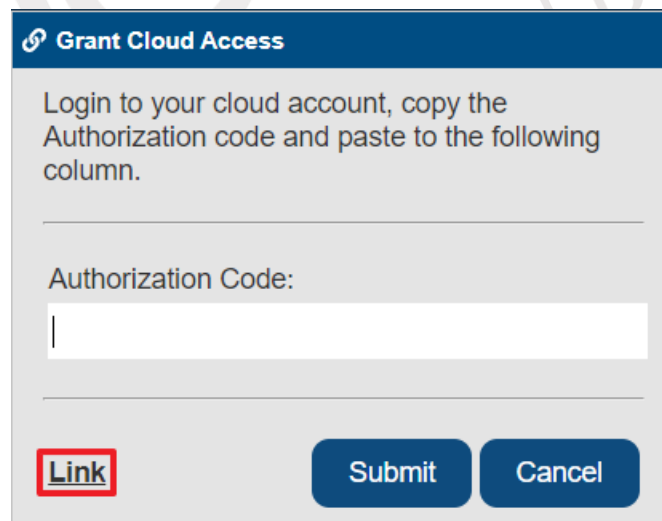 Grant Cloud Access
Login to your cloud account, copy the
Authorization code and paste to the following
column.
Authorization Code:
Link Submit Cancel